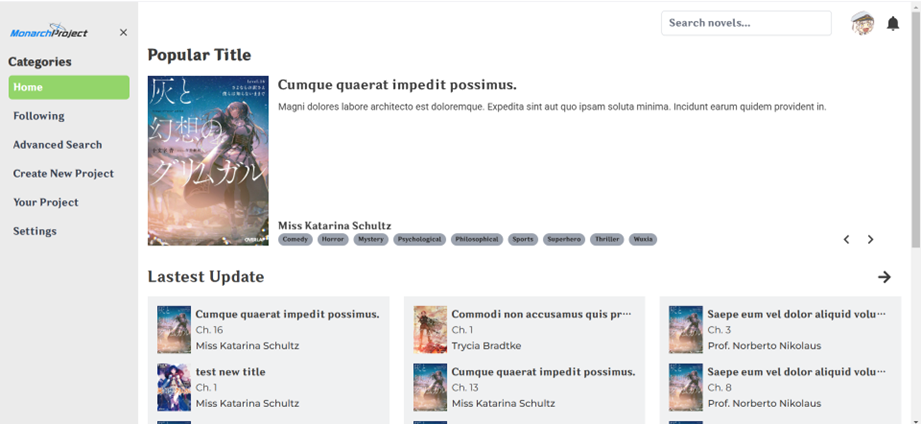 Search novels...
MonarchProject
Categories
Home
Following
Advanced Search
Create New Project
Your Project
Settings
Popular Title
灰と
幻想の
グリムガル
Cumque quaerat impedit possimus.
Magni dolores labore architecto est doloremque. Expedita sint aut quo ipsam soluta minima. Incidunt earum quidem provident in.
Miss Katarina Schultz
Comedy Horror Mystery Psychological Philosophical Sports Superhero Thriller Wuxia
Lastest Update
Cumque quaerat impedit possimus.
Ch. 16
Miss Katarina Schultz
test new title
Ch. 1
Miss Katarina Schultz
Commodi non accusamus quis pr...
Ch. 1
Trycia Bradtke
Cumque quaerat impedit possimus.
Ch. 13
Miss Katarina Schultz
Saepe eum vel dolor aliquid volu...
Ch. 3
Prof. Norberto Nikolaus
Saepe eum vel dolor aliquid volu...
Ch. 8
Prof. Norberto Nikolaus